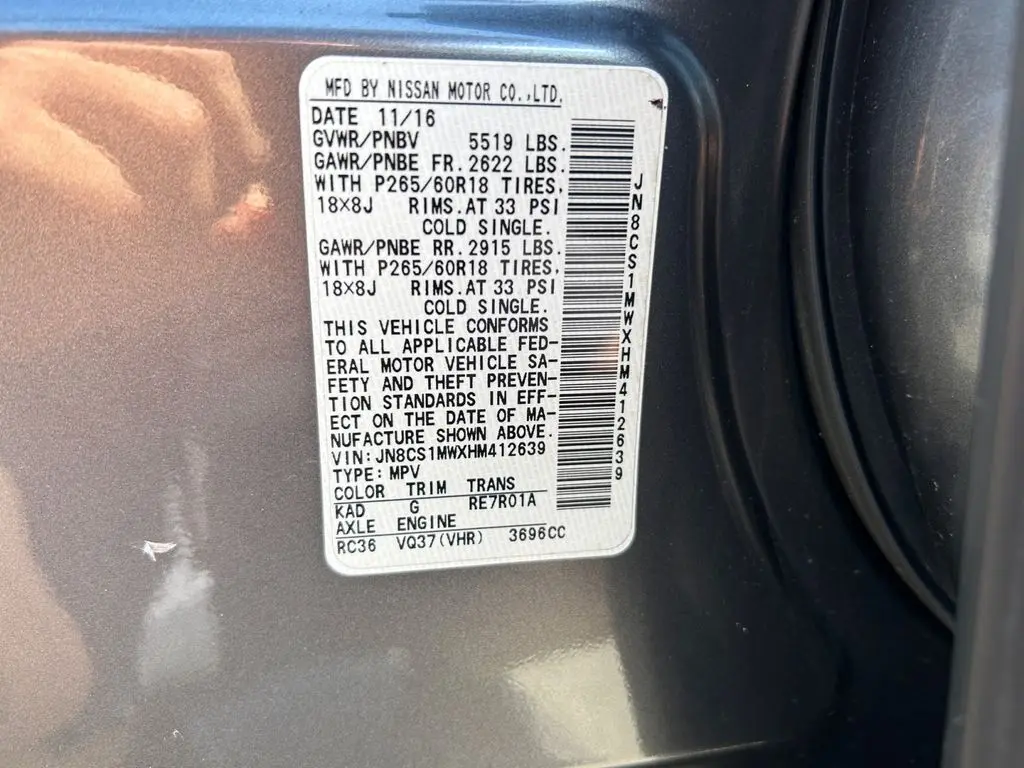 MFD BY NISSAN MOTOR CO.,LTD.
DATE 11/16
GVWR/PNBV 5519 LBS.
GAWR/PNBE FR. 2622 LBS.
WITH P265/60R18 TIRES,
18×8J RIMS.AT 33 PSI
COLD SINGLE.
GAWR/PNBE RR. 2915 LBS.
WITH P265/60R18 TIRES,
18×8J RIMS.AT 33 PSI
COLD SINGLE.
THIS VEHICLE CONFORMS
TO ALL APPLICABLE FED-
ERAL MOTOR VEHICLE SA-
FETY AND THEFT PREVEN-
TION STANDARDS IN EFF-
ECT ON THE DATE OF MA-
NUFACTURE SHOWN ABOVE.
VIN:JN8CS1MWXHM412639
TYPE:MPV
COLOR TRIM TRANS
KAD G RE7R01A
AXLE ENGINE
RC36 VQ37(VHR) 3696CC
JN8CS1MWXHM412639